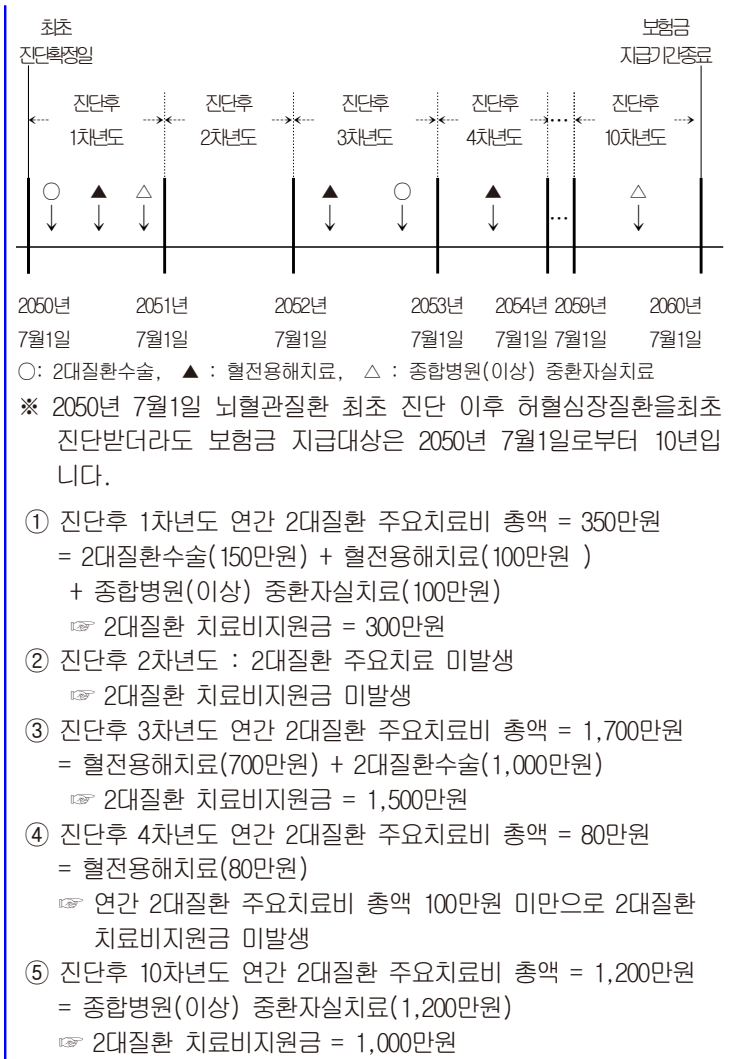 최초
진단확정일
보험금
지급기간종료
진단후
1차년도
진단후
2차년도
진단후
3차년도
진단후
4차년도
...
진단후
10차년도
○ ▲ △ ▲ ○ ▲ △
...
2050년 2051년 2052년 2053년 2054년 2059년 2060년
7월1일 7월1일 7월1일 7월1일 7월1일 7월1일 7월1일
○: 2대질환수술, ▲ : 혈전용해치료, △ : 종합병원(이상) 중환자실치료
※ 2050년 7월1일 뇌혈관질환 최초 진단 이후 허혈심장질환을최초
진단받더라도 보험금 지급대상은 2050년 7월1일로부터 10년입
니다.
① 진단후 1차년도 연간 2대질환 주요치료비 총액 = 350만원
= 2대질환수술(150만원) + 혈전용해치료(100만원 )
+ 종합병원(이상) 중환자실치료(100만원)
☞ 2대질환 치료비지원금 = 300만원
② 진단후 2차년도 : 2대질환 주요치료 미발생
☞ 2대질환 치료비지원금 미발생
③ 진단후 3차년도 연간 2대질환 주요치료비 총액 = 1,700만원
= 혈전용해치료(700만원) + 2대질환수술(1,000만원)
☞ 2대질환 치료비지원금 = 1,500만원
④ 진단후 4차년도 연간 2대질환 주요치료비 총액 = 80만원
= 혈전용해치료(80만원)
☞ 연간 2대질환 주요치료비 총액 100만원 미만으로 2대질환
치료비지원금 미발생
⑤ 진단후 10차년도 연간 2대질환 주요치료비 총액 = 1,200만원
= 종합병원(이상) 중환자실치료(1,200만원)
☞ 2대질환 치료비지원금 = 1,000만원